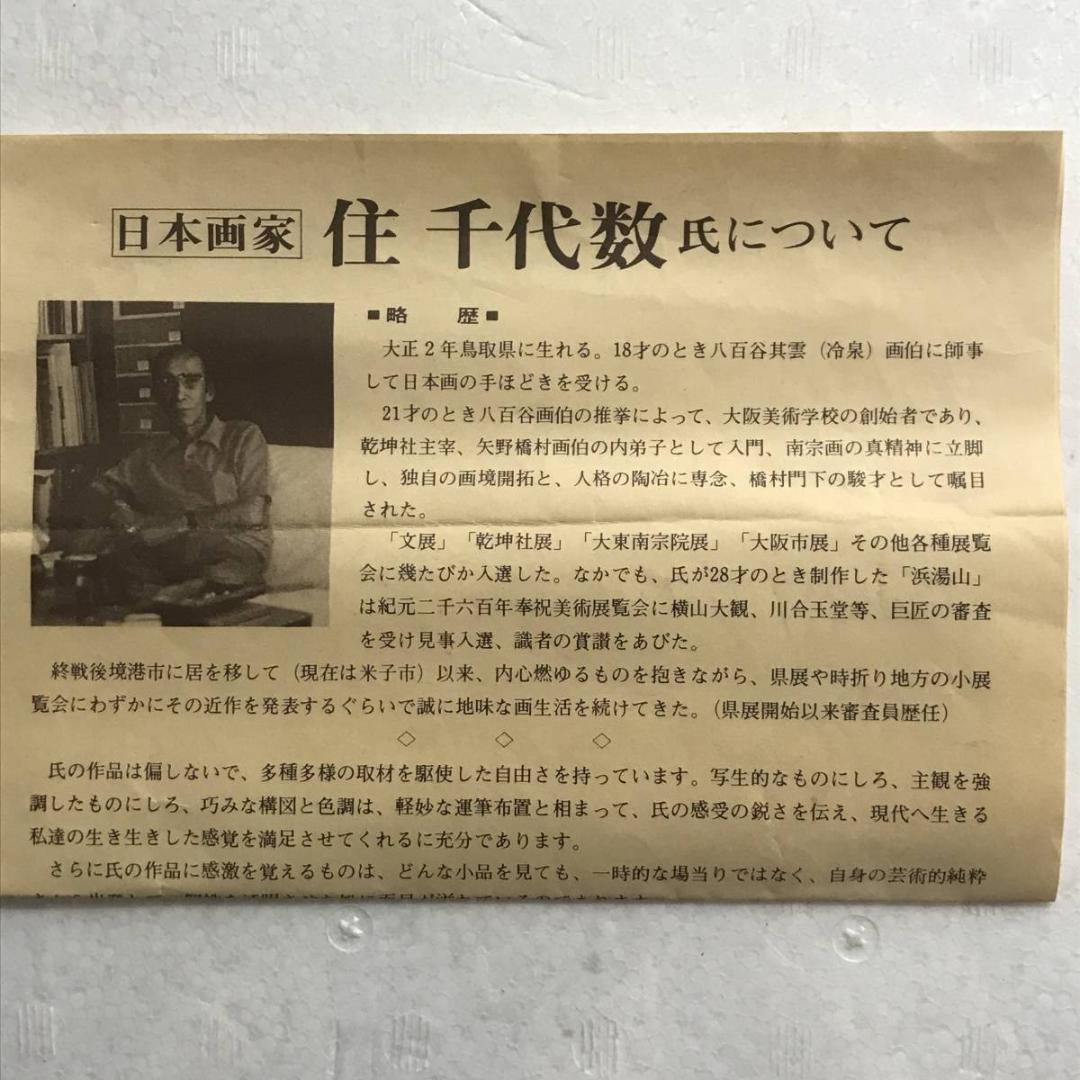 日本画家 住 千代数氏について
■略 歴■
大正2年鳥取県に生れる。18才のとき八百谷其雲（冷泉）画伯に師事
して日本画の手ほどきを受ける。
21才のとき八百谷画伯の推挙によって、大阪美術学校の創始者であり、
乾坤社主宰、矢野橋村画伯の内弟子として入門、南宗画の真精神に立脚
し、独自の画境開拓と、人格の陶冶に専念、橋村門下の駿才として嘱目
された。
「文展」「乾坤社展」「大東南宗院展」「大阪市展」その他各種展覧
会に幾たびか入選した。なかでも、氏が28才のとき制作した「浜湯山」
は紀元二千六百年奉祝美術展覧会に横山大観、川合玉堂等、巨匠の審査
を受け見事入選、識者の賞讃をあびた。
終戦後境港市に居を移して（現在は米子市）以来、内心燃ゆるものを抱きながら、県展や時折り地方の小展
覧会にわずかにその近作を発表するぐらいで誠に地味な画生活を続けてきた。（県展開始以来審査員歴任）
◇ ◇ ◇
氏の作品は偏しないで、多種多様の取材を駆使した自由さを持っています。写生的なものにしろ、主観を強
調したものにしろ、巧みな構図と色調は、軽妙な運筆布置と相まって、氏の感受の鋭さを伝え、現代へ生きる
私達の生き生きした感覚を満足させてくれるに充分であります。
さらに氏の作品に感激を覚えるものは、どんな小品を見ても、一時的な場当りではなく、自身の芸術的純粋